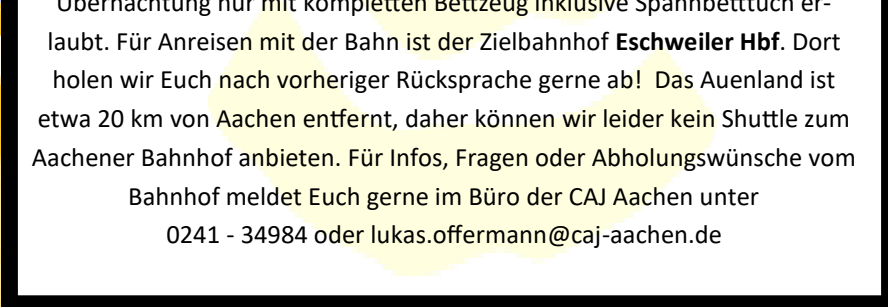 Übernachtung nur mit kompletten Bettzeug inklusive Spannbetttuch er-
laubt. Für Anreisen mit der Bahn ist der Zielbahnhof Eschweiler Hbf. Dort
holen wir Euch nach vorheriger Rücksprache gerne ab! Das Auenland ist
etwa 20 km von Aachen entfernt, daher können wir leider kein Shuttle zum
Aachener Bahnhof anbieten. Für Infos, Fragen oder Abholungswünsche vom
Bahnhof meldet Euch gerne im Büro der CAJ Aachen unter
0241 - 34984 oder lukas.offermann@caj-aachen.de